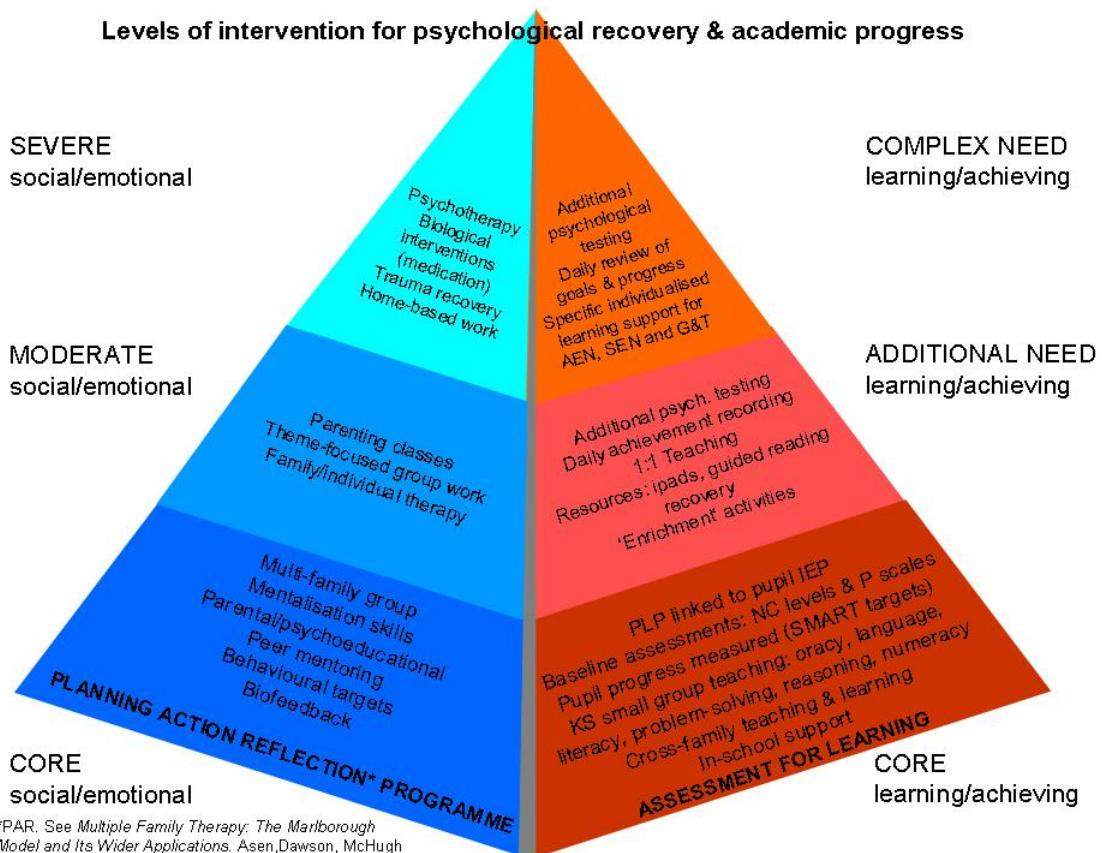 Levels of intervention for psychological recovery & academic progress
SEVERE
social/emotional
COMPLEX NEED
learning/achieving
Psychotherapy
Biological
interventions
(medication)
Trauma recovery
Home-based work
Additional
psychological
testing
Daily review of
goals & progress
Specific individualised
learning support for
AEN, SEN and G&T
MODERATE
social/emotional
ADDITIONAL NEED
learning/achieving
Parenting classes
Theme-focused group work
Family/individual therapy
Additional psych. testing
Daily achievement recording
1:1 Teaching
Resources: ipads, guided reading
recovery
'Enrichment' activities
Multi-family group
Mentalisation skills
Parental/psychoeducational
Peer mentoring
Behavioural targets
Biofeedback
PLANNING ACTION REFLECTION* PROGRAMME
PLP linked to pupil IEP
Baseline assessments: NC levels & P scales
Pupil progress measured (SMART targets)
KS small group teaching: oracy, language,
literacy, problem-solving, reasoning, numeracy
Cross-family teaching & learning
In-school support
ASSESSMENT FOR LEARNING
CORE
social/emotional
CORE
learning/achieving
*PAR. See Multiple Family Therapy: The Marlborough
Model and Its Wider Applications. Asen,Dawson, McHugh